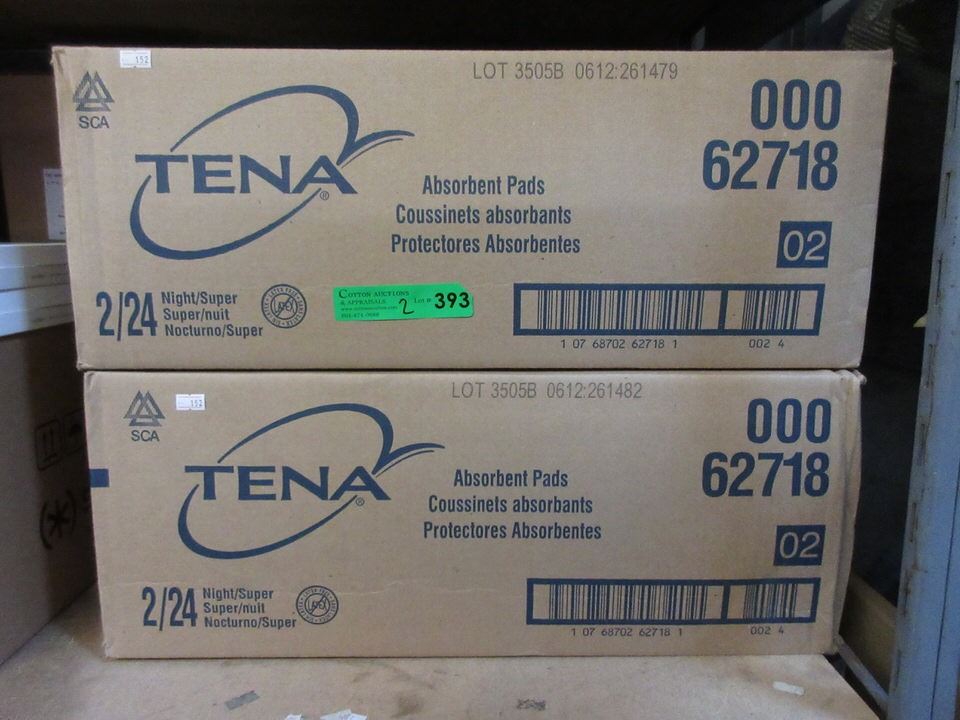 152
LOT 3505B 0612:261479
SCA
000
62718
TENA®
Absorbent Pads
Coussinets absorbants
Protectores Absorbentes
02
2/24
Night/Super
Super/nuit
Nocturno/Super
COTTON AUCTIONS
& APPRAISALS
2
Lot # 393
1 07 68702 62718 1
002 4
152
LOT 3505B 0612:261482
SCA
000
62718
TENA®
Absorbent Pads
Coussinets absorbants
Protectores Absorbentes
02
2/24
Night/Super
Super/nuit
Nocturno/Super
1 07 68702 62718 1
002 4